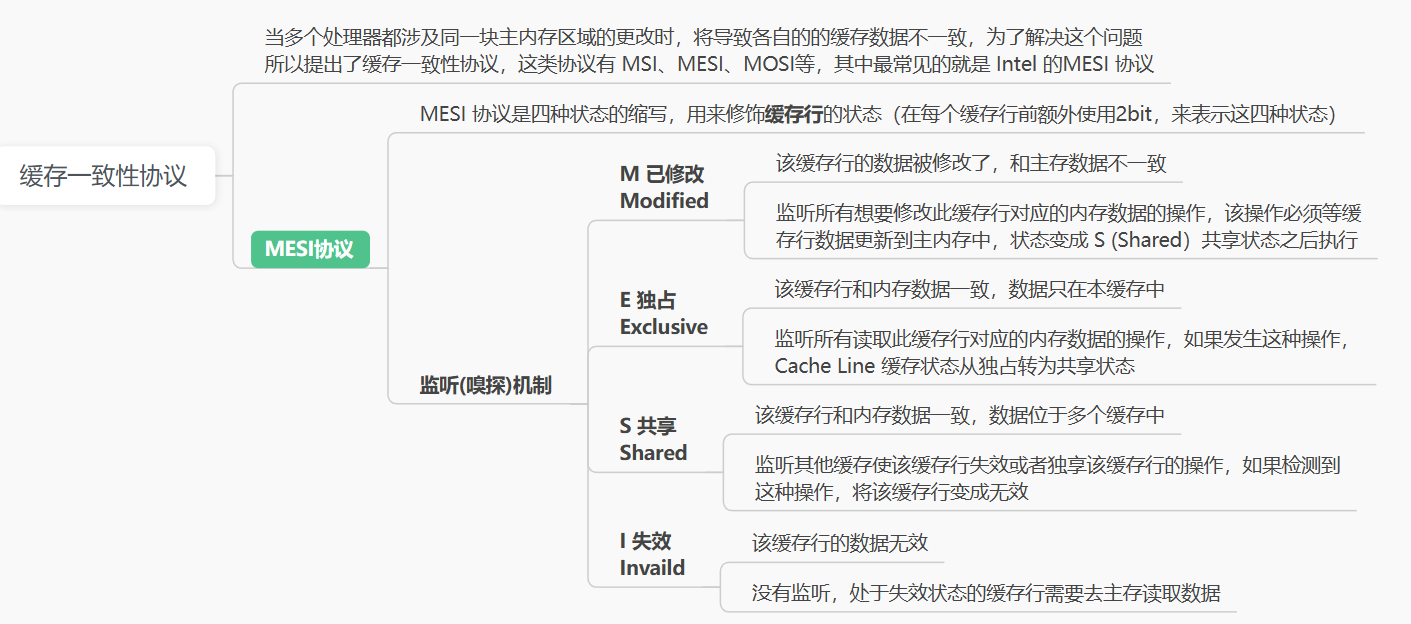 当多个处理器都涉及同一块主内存区域的更改时，将导致各自的的缓存数据不一致，为了解决这个问题
所以提出了缓存一致性协议，这类协议有 MSI、MESI、MOSI等，其中最常见的就是 Intel 的MESI 协议
MESI 协议是四种状态的缩写，用来修饰缓存行的状态（在每个缓存行前额外使用2bit，来表示这四种状态）
缓存一致性协议
MESI协议
监听(嗅探)机制
M 已修改
Modified
该缓存行的数据被修改了，和主存数据不一致
监听所有想要修改此缓存行对应的内存数据的操作，该操作必须等缓
存行数据更新到主内存中，状态变成 S (Shared）共享状态之后执行
E 独占
Exclusive
该缓存行和内存数据一致，数据只在本缓存中
监听所有读取此缓存行对应的内存数据的操作，如果发生这种操作，
Cache Line 缓存状态从独占转为共享状态
S 共享
Shared
该缓存行和内存数据一致，数据位于多个缓存中
监听其他缓存使该缓存行失效或者独享该缓存行的操作，如果检测到
这种操作，将该缓存行变成无效
I 失效
Invaild
该缓存行的数据无效
没有监听，处于失效状态的缓存行需要去主存读取数据